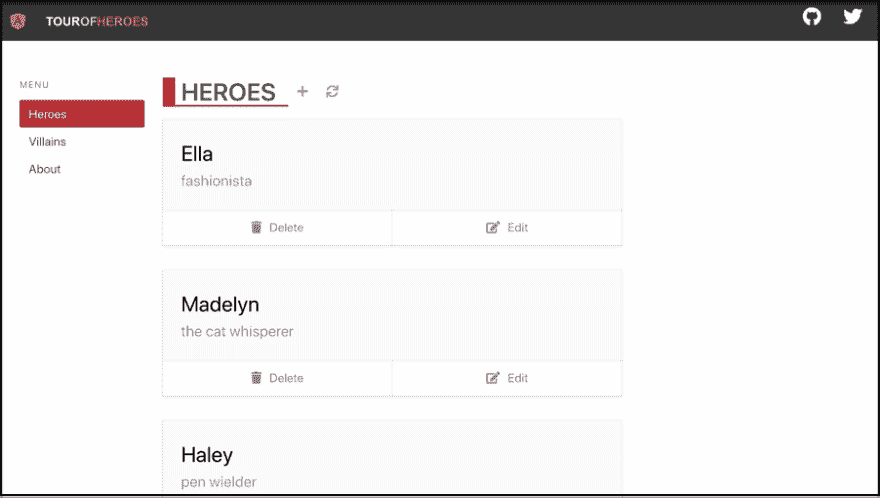 TOUROFHEROES
MENU
Heroes
Villains
About
HEROES
Ella
fashionista
Delete Edit
Madelyn
the cat whisperer
Delete Edit
Haley
pen wielder